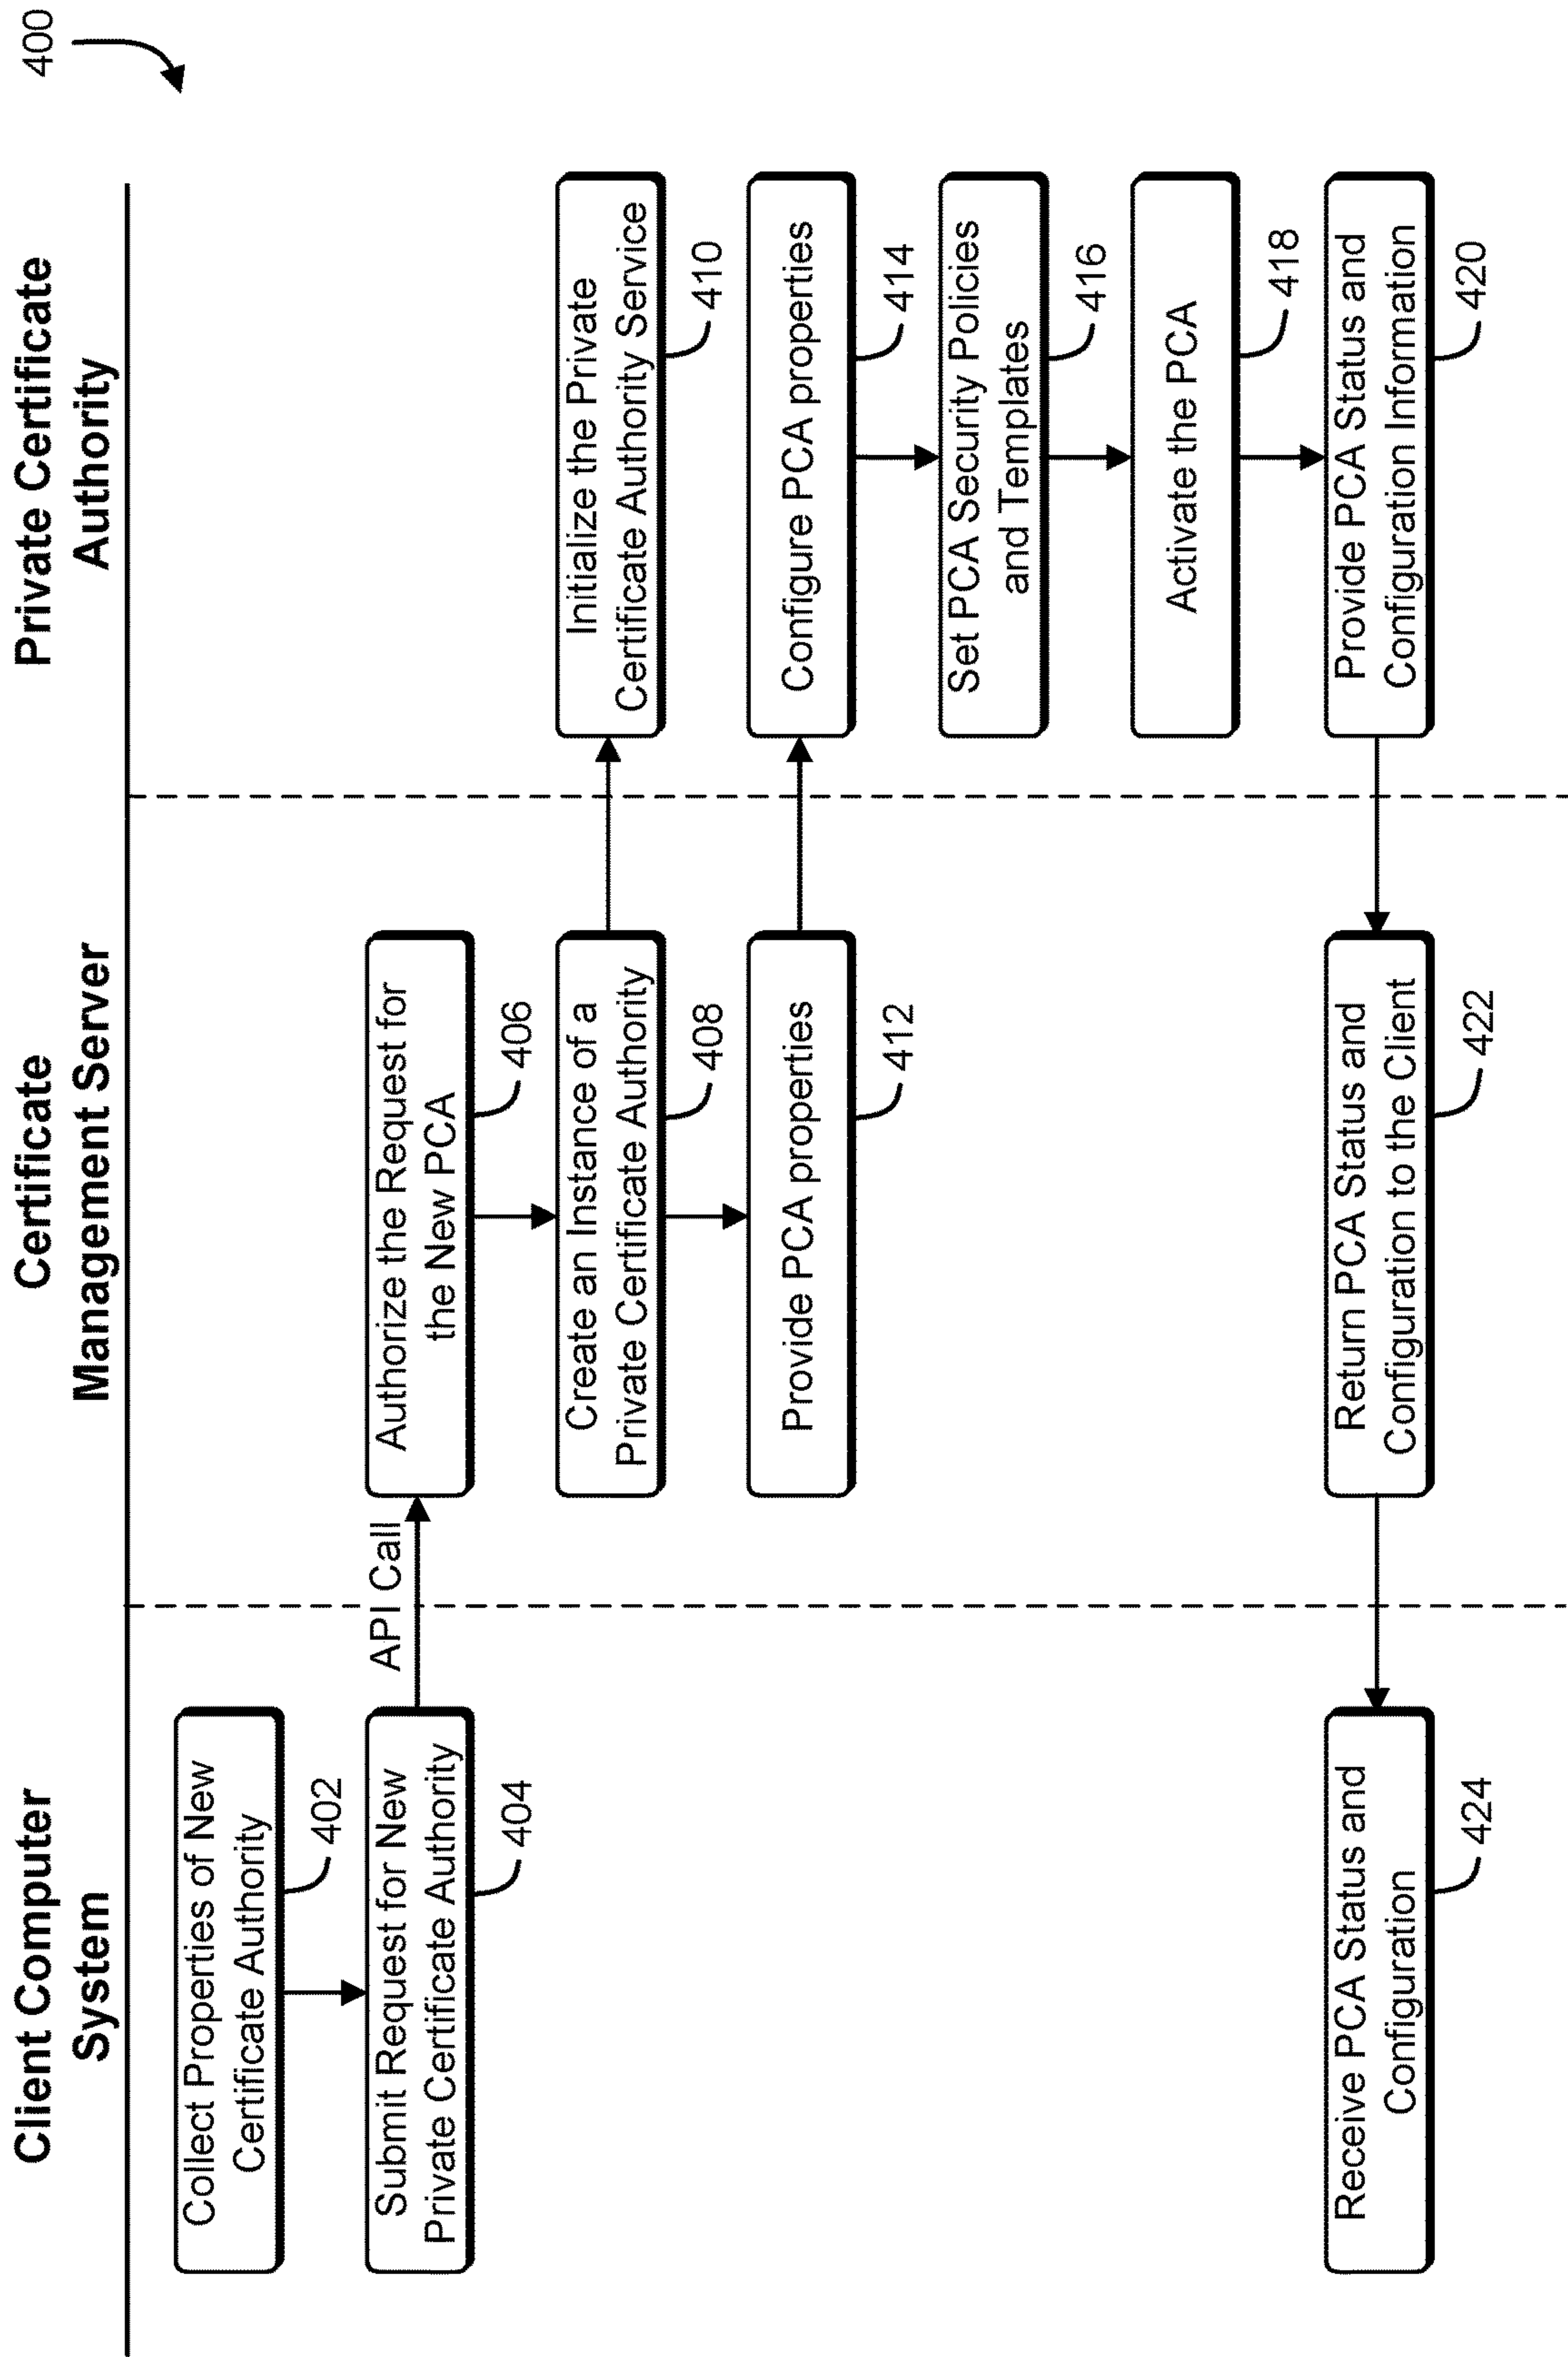 400
Client Computer
System
Certificate
Management Server
Private Certificate
Authority
Collect Properties of New
Certificate Authority
402
Submit Request for New
Private Certificate Authority
404
API Call
Authorize the Request for
the New PCA
406
Create an Instance of a
Private Certificate Authority
408
Initialize the Private
Certificate Authority Service
410
Provide PCA properties
412
Configure PCA properties
414
Set PCA Security Policies
and Templates
416
Activate the PCA
418
Provide PCA Status and
Configuration Information
420
Return PCA Status and
Configuration to the Client
422
Receive PCA Status and
Configuration
424